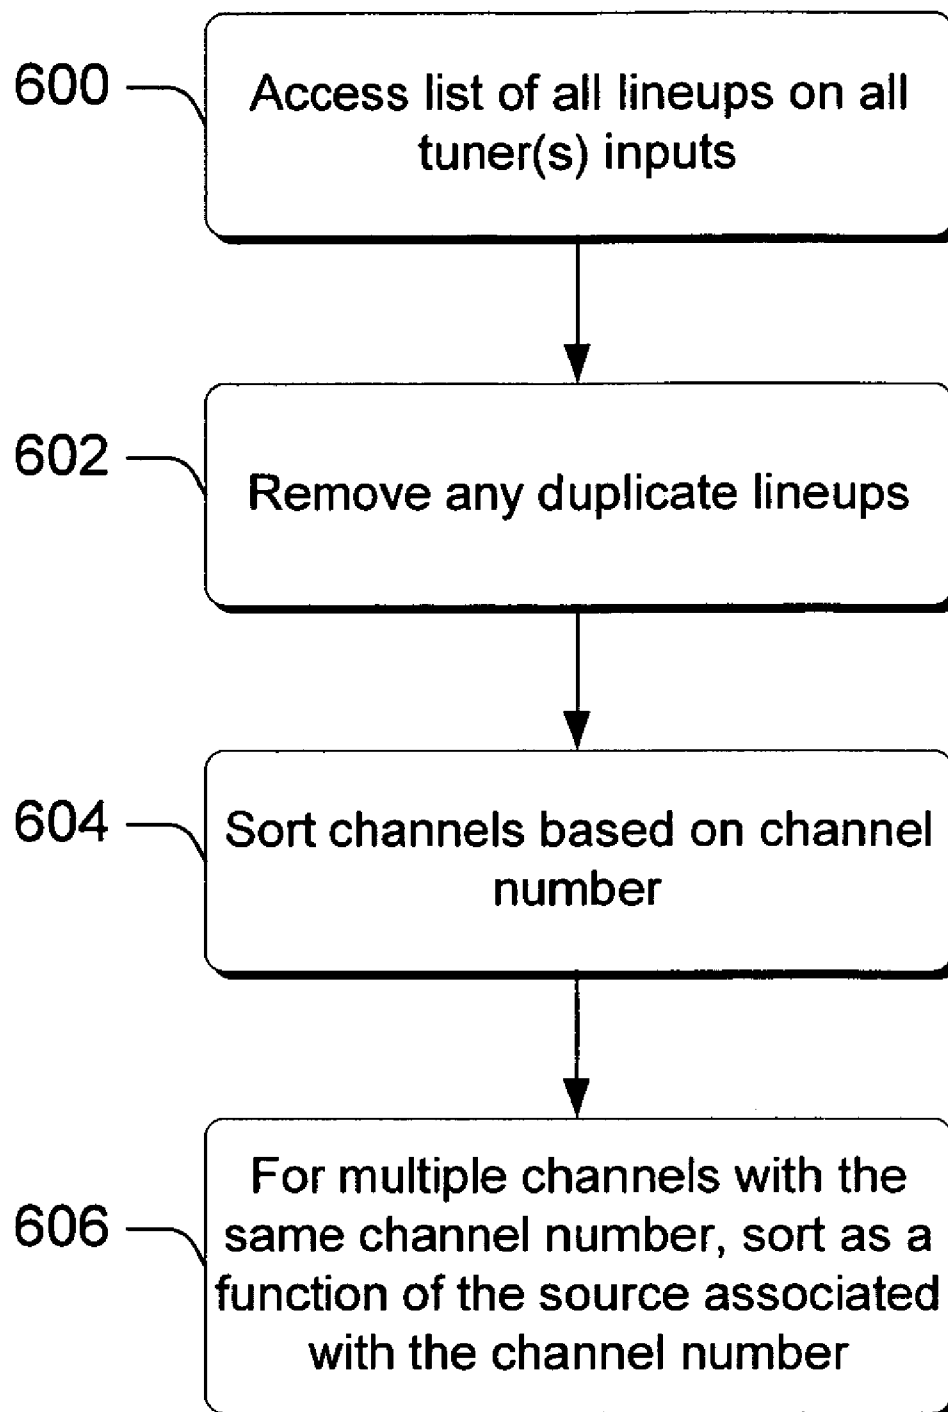 600
Access list of all lineups on all
tuner(s) inputs
602
Remove any duplicate lineups
604
Sort channels based on channel
number
606
For multiple channels with the
same channel number, sort as a
function of the source associated
with the channel number